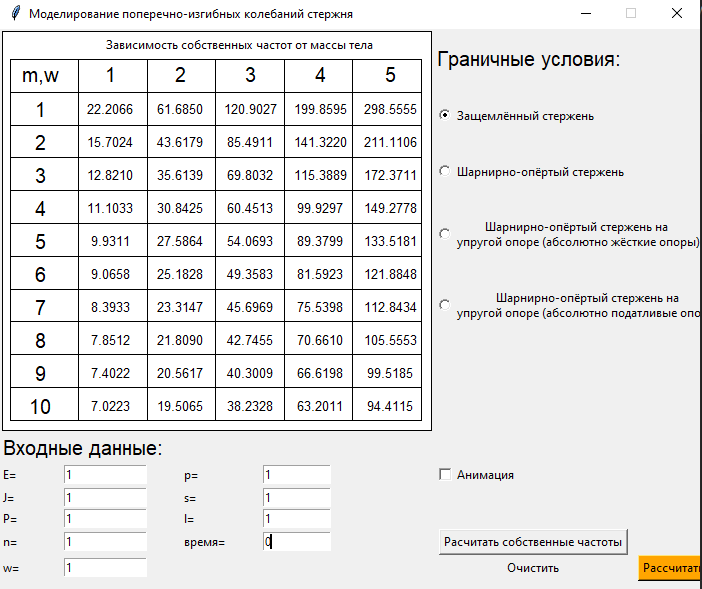 Моделирование поперечно-изгибных колебаний стержня
Зависимость собственных частот от массы тела
m,w 1 2 3 4 5
1 22.2066 61.6850 120.9027 199.8595 298.5555
2 15.7024 43.6179 85.4911 141.3220 211.1106
3 12.8210 35.6139 69.8032 115.3889 172.3711
4 11.1033 30.8425 60.4513 99.9297 149.2778
5 9.9311 27.5864 54.0693 89.3799 133.5181
6 9.0658 25.1828 49.3583 81.5923 121.8848
7 8.3933 23.3147 45.6969 75.5398 112.8434
8 7.8512 21.8090 42.7455 70.6610 105.5553
9 7.4022 20.5617 40.3009 66.6198 99.5185
10 7.0223 19.5065 38.2328 63.2011 94.4115
Граничные условия:
Защемлённый стержень
Шарнирно-опёртый стержень
Шарнирно-опёртый стержень на
упругой опоре (абсолютно жёсткие опоры)
Шарнирно-опёртый стержень на
упругой опоре (абсолютно податливые опо
Входные данные:
E= 1 p= 1
J= 1 s= 1
P= 1 l= 1
n= 1 время= 0
w= 1
Анимация
Расчитать собственные частоты
Очистить Рассчитат